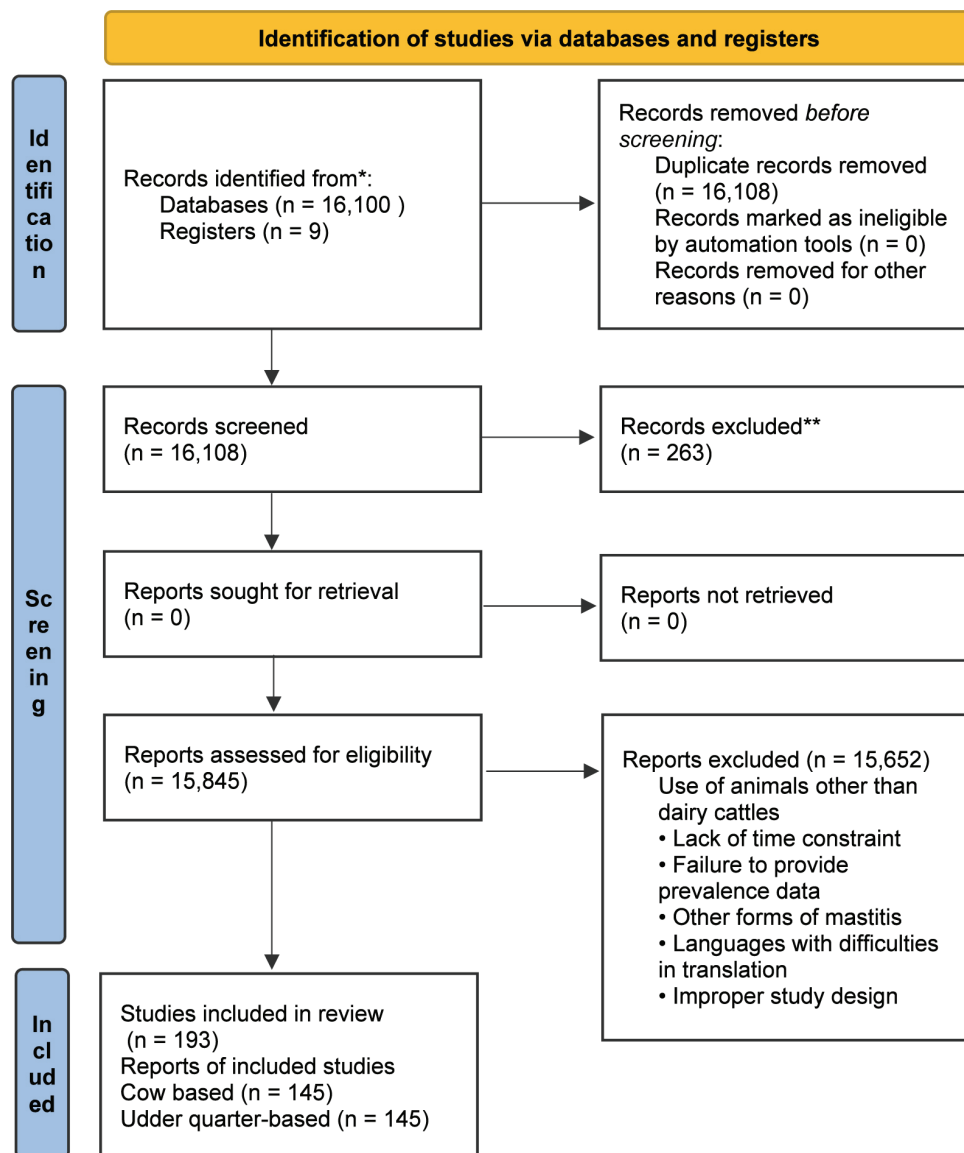 Identification of studies via databases and registers
Id
en
tifi
ca
tio
n
Records identified from*:
Databases (n = 16,100 )
Registers (n = 9)
Records removed before
screening:
Duplicate records removed
(n = 16,108)
Records marked as ineligible
by automation tools (n = 0)
Records removed for other
reasons (n = 0)
Sc
re
en
in
g
Records screened
(n = 16,108)
Records excluded**
(n = 263)
Reports sought for retrieval
(n = 0)
Reports not retrieved
(n = 0)
Reports assessed for eligibility
(n = 15,845)
Reports excluded (n = 15,652)
Use of animals other than
dairy cattles
• Lack of time constraint
• Failure to provide
prevalence data
• Other forms of mastitis
• Languages with difficulties
in translation
• Improper study design
In
cl
ud
ed
Studies included in review
(n = 193)
Reports of included studies
Cow based (n = 145)
Udder quarter-based (n = 145)